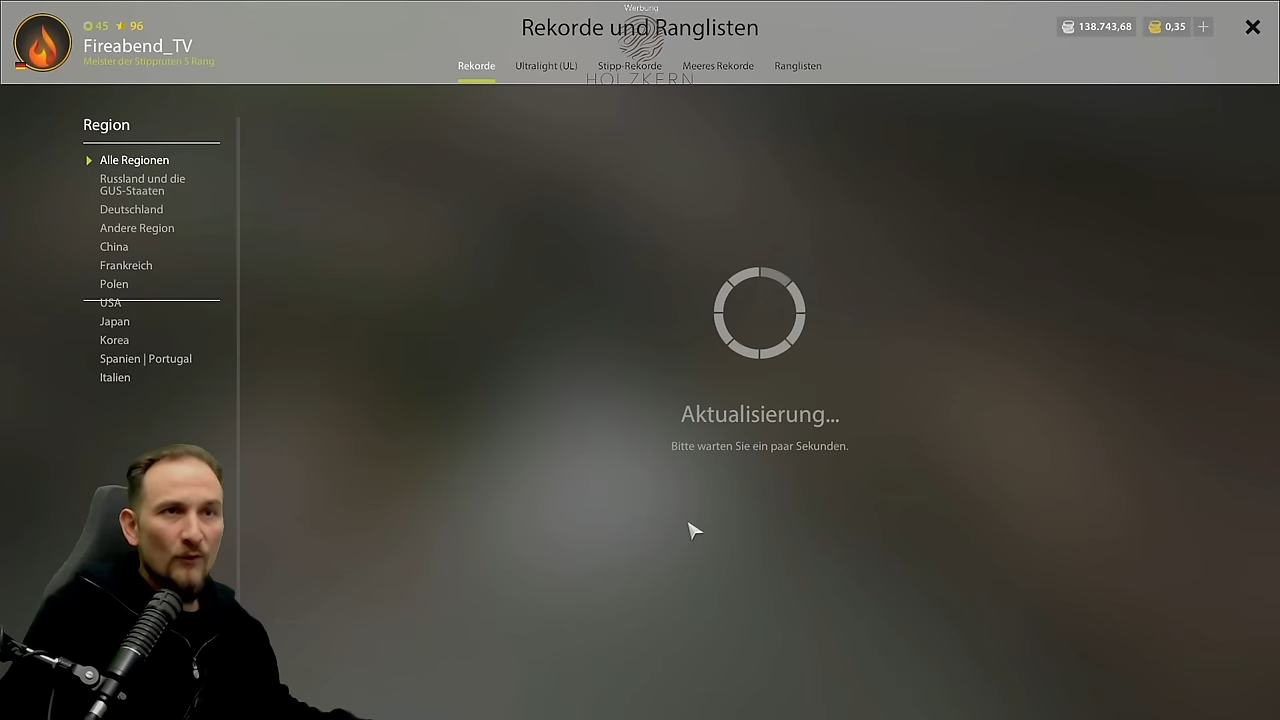 Werbung
45 96
Fireabend_TV
Meister der Stippruten 5 Rang
Rekorde und Ranglisten
138.743,68
0,35
Rekorde
Ultralight (UL)
Stipp-Rekorde
Meeres Rekorde
Ranglisten
HOLZKERN
Region
Alle Regionen
Russland und die
GUS-Staaten
Deutschland
Andere Region
China
Frankreich
Polen
USA
Japan
Korea
Spanien | Portugal
Italien
Aktualisierung...
Bitte warten Sie ein paar Sekunden.